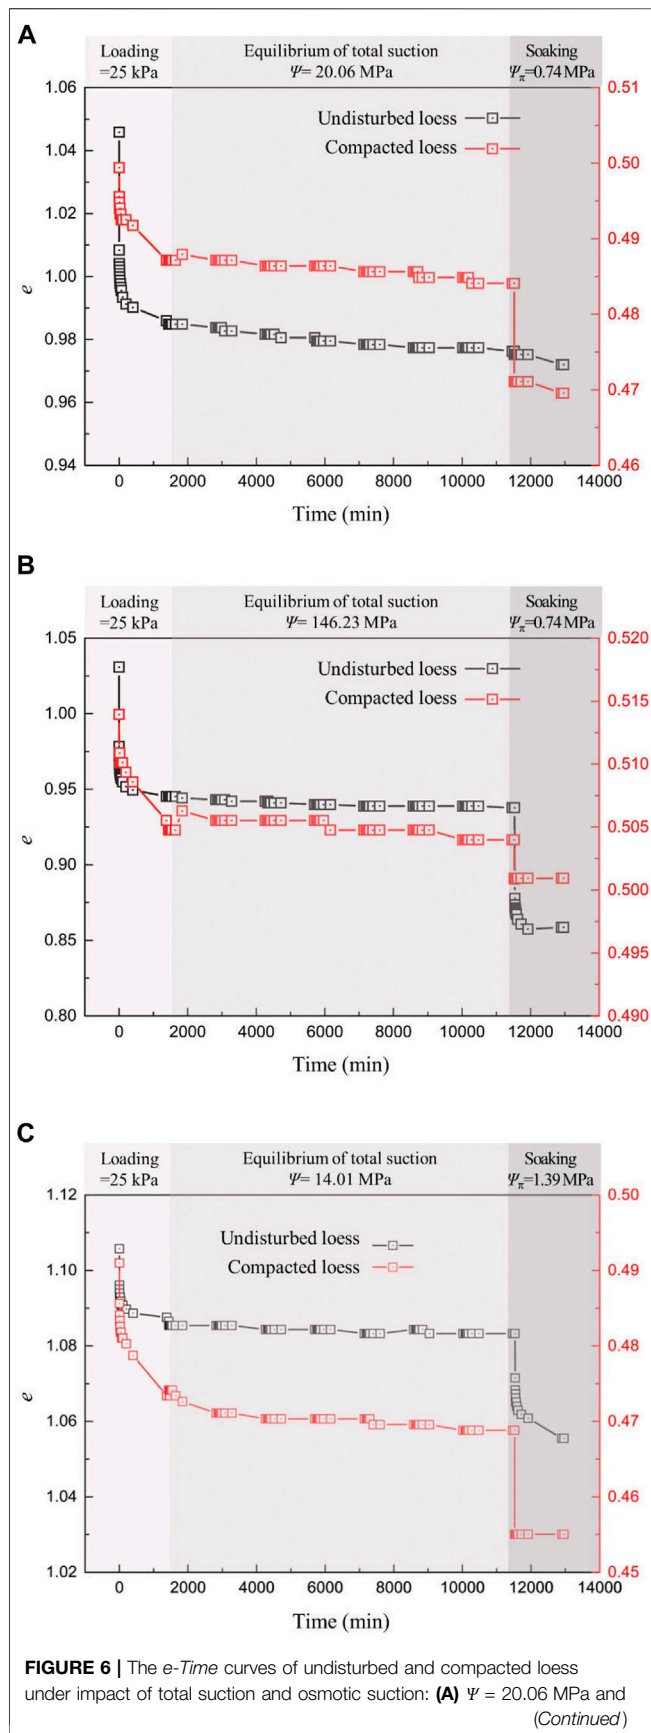 A
Loading
=25 kPa
Equilibrium of total suction
Ψ= 20.06 MPa
Soaking
Ψπ=0.74 MPa
1.06
1.04
1.02
1.00
0.98
0.96
0.94
e
Undisturbed loess
Compacted loess
0.51
0.50
0.49
0.48
0.47
0.46
0 2000 4000 6000 8000 10000 12000 14000
Time (min)
B
Loading
=25 kPa
Equilibrium of total suction
Ψ= 146.23 MPa
Soaking
Ψπ=0.74 MPa
1.05
1.00
0.95
0.90
0.85
0.80
e
Undisturbed loess
Compacted loess
0.520
0.515
0.510
0.505
0.500
0.495
0.490
0 2000 4000 6000 8000 10000 12000 14000
Time (min)
C
Loading
=25 kPa
Equilibrium of total suction
Ψ= 14.01 MPa
Soaking
Ψπ=1.39 MPa
1.12
1.10
1.08
1.06
1.04
1.02
e
Undisturbed loess
Compacted loess
0.50
0.49
0.48
0.47
0.46
0.45
0 2000 4000 6000 8000 10000 12000 14000
Time (min)
FIGURE 6 | The e-Time curves of undisturbed and compacted loess
under impact of total suction and osmotic suction: (A) Ψ = 20.06 MPa and
(Continued)